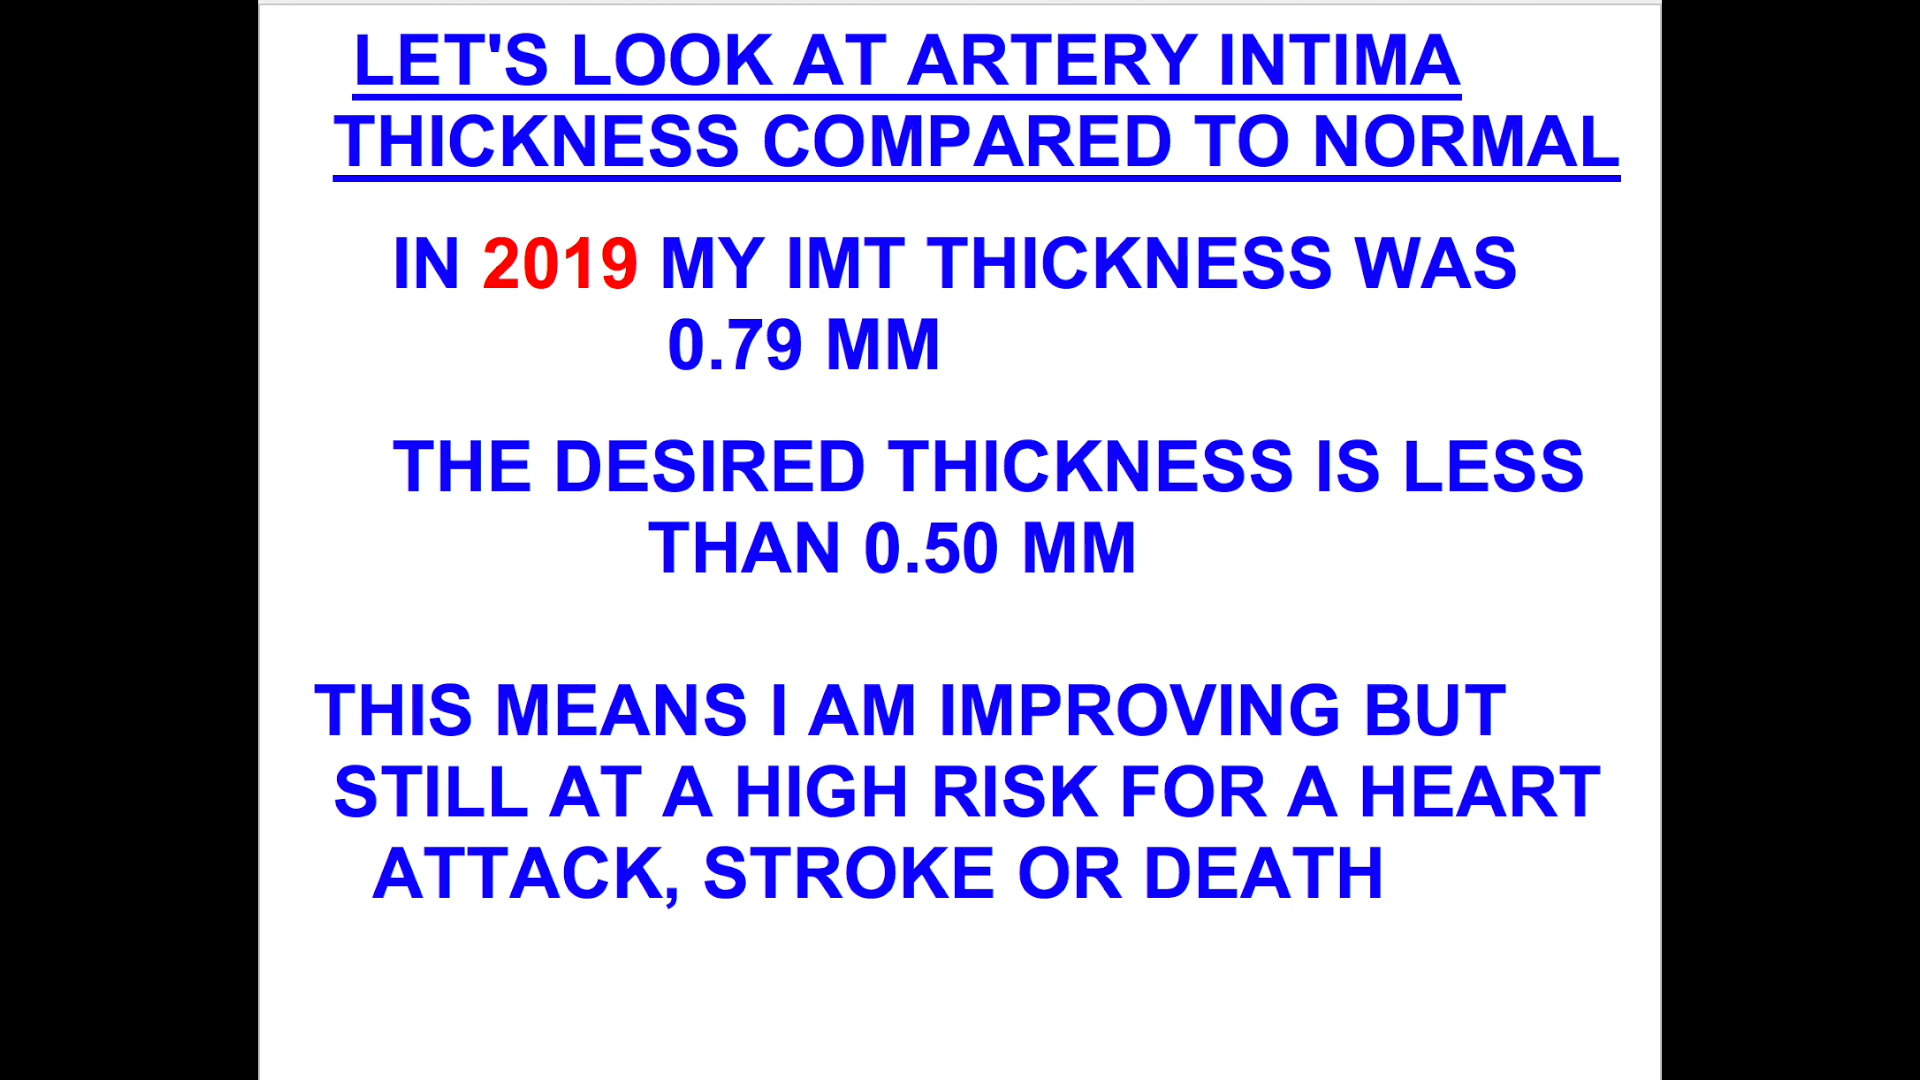 LET'S LOOK AT ARTERY INTIMA
THICKNESS COMPARED TO NORMAL
IN 2019 MY IMT THICKNESS WAS
0.79 MM
THE DESIRED THICKNESS IS LESS
THAN 0.50 MM
THIS MEANS I AM IMPROVING BUT
STILL AT A HIGH RISK FOR A HEART
ATTACK, STROKE OR DEATH